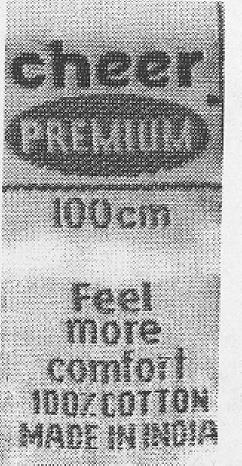 cheer
PREMIUM
100cm
Feel
more
comfort
100% COTTON
MADE IN INDIA